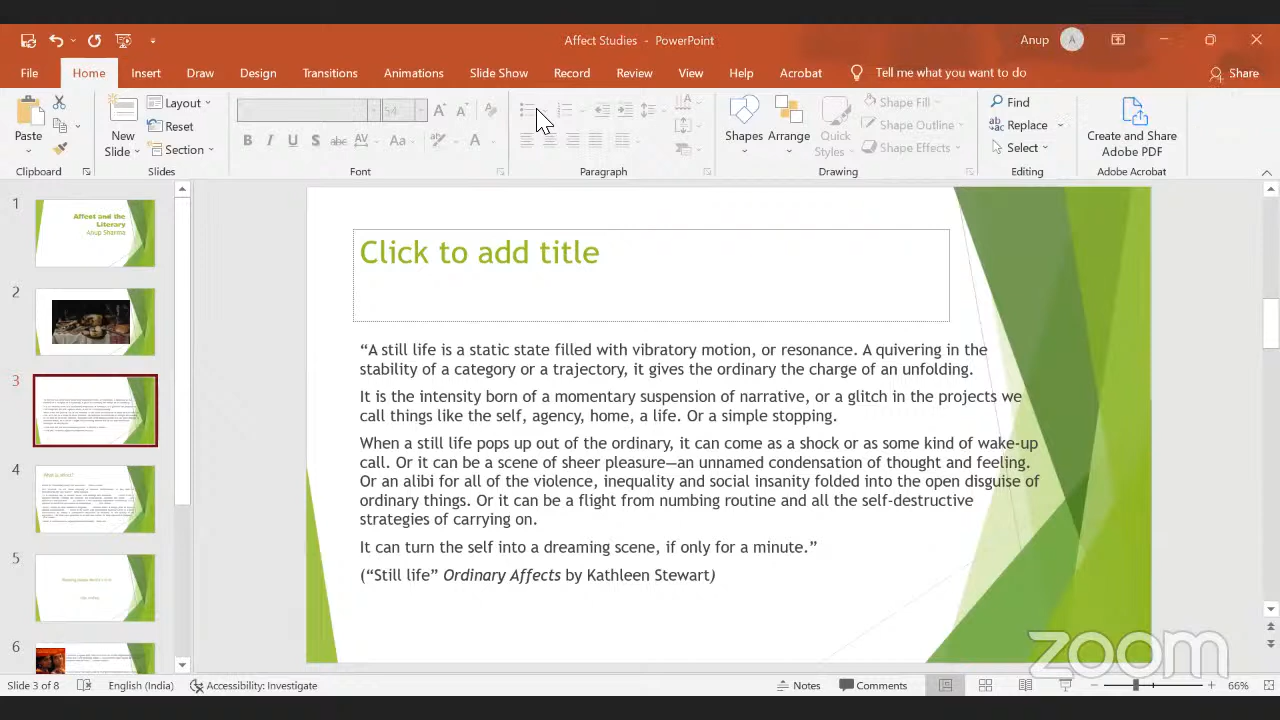 Affect Studies - PowerPoint
Anup
A
File Home Insert Draw Design Transitions Animations Slide Show Record Review View Help Acrobat Tell me what you want to do Share
Paste
Clipboard
New
Slide
Layout
Reset
Section
Slides
54
B I U S abc AV Aa A
Font
Paragraph
Shapes
Arrange
Quick
Styles
Shape Fill
Shape Outline
Shape Effects
Drawing
Find
Replace
Select
Editing
Create and Share
Adobe PDF
Adobe Acrobat
1
Affect and the
Literary
Anup Sharma
2
3
4
What is affect?
5
6
Click to add title
“A still life is a static state filled with vibratory motion, or resonance. A quivering in the
stability of a category or a trajectory, it gives the ordinary the charge of an unfolding.
It is the intensity born of a momentary suspension of narrative, or a glitch in the projects we
call things like the self, agency, home, a life. Or a simple stopping.
When a still life pops up out of the ordinary, it can come as a shock or as some kind of wake-up
call. Or it can be a scene of sheer pleasure—an unnamed condensation of thought and feeling.
Or an alibi for all of the violence, inequality and social insanity folded into the open disguise of
ordinary things. Or it can be a flight from numbing routine and all the self-destructive
strategies of carrying on.
It can turn the self into a dreaming scene, if only for a minute.”
(“Still life” Ordinary Affects by Kathleen Stewart)
zoom
Slide 3 of 8 English (India) Accessibility: Investigate Notes Comments 66%